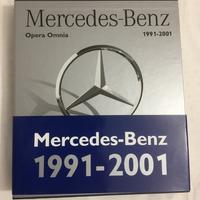 Mercedes-Benz
Opera Omnia 1991-2001
Mercedes-Benz
1991-2001